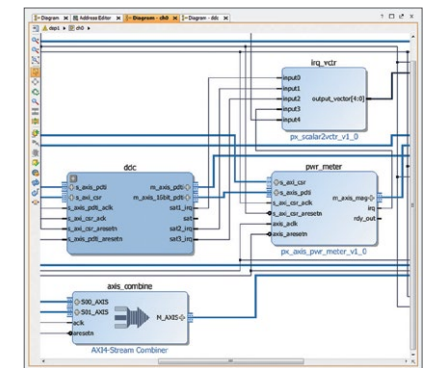 Diagram
Address Editor
Diagram - ch0
Diagram - ddc
ch0
irq_vctr
input0
input1
input2
input3
input4
output_vector[4:0]
px_scalar2vctr_v1_0
ddc
s_axis_pdti
s_axi_csr
s_axis_pdti_aclk
s_axi_csr_aclk
s_axi_csr_aresetn
s_axis_pdti_aresetn
m_axis_pdti
m_axis_16bit_pdti
sat1_irq
sat
sat2_irq
sat3_irq
pwr_meter
s_axi_csr
s_axis_pdti
s_axi_csr_aclk
s_axi_csr_aresetn
axis_aclk
axis_aresetn
m_axis_mag
irq
rdy_out
px_axis_pwr_meter_v1_0
axis_combine
S00_AXIS
S01_AXIS
aclk
aresetn
M_AXIS
AXI4-Stream Combiner